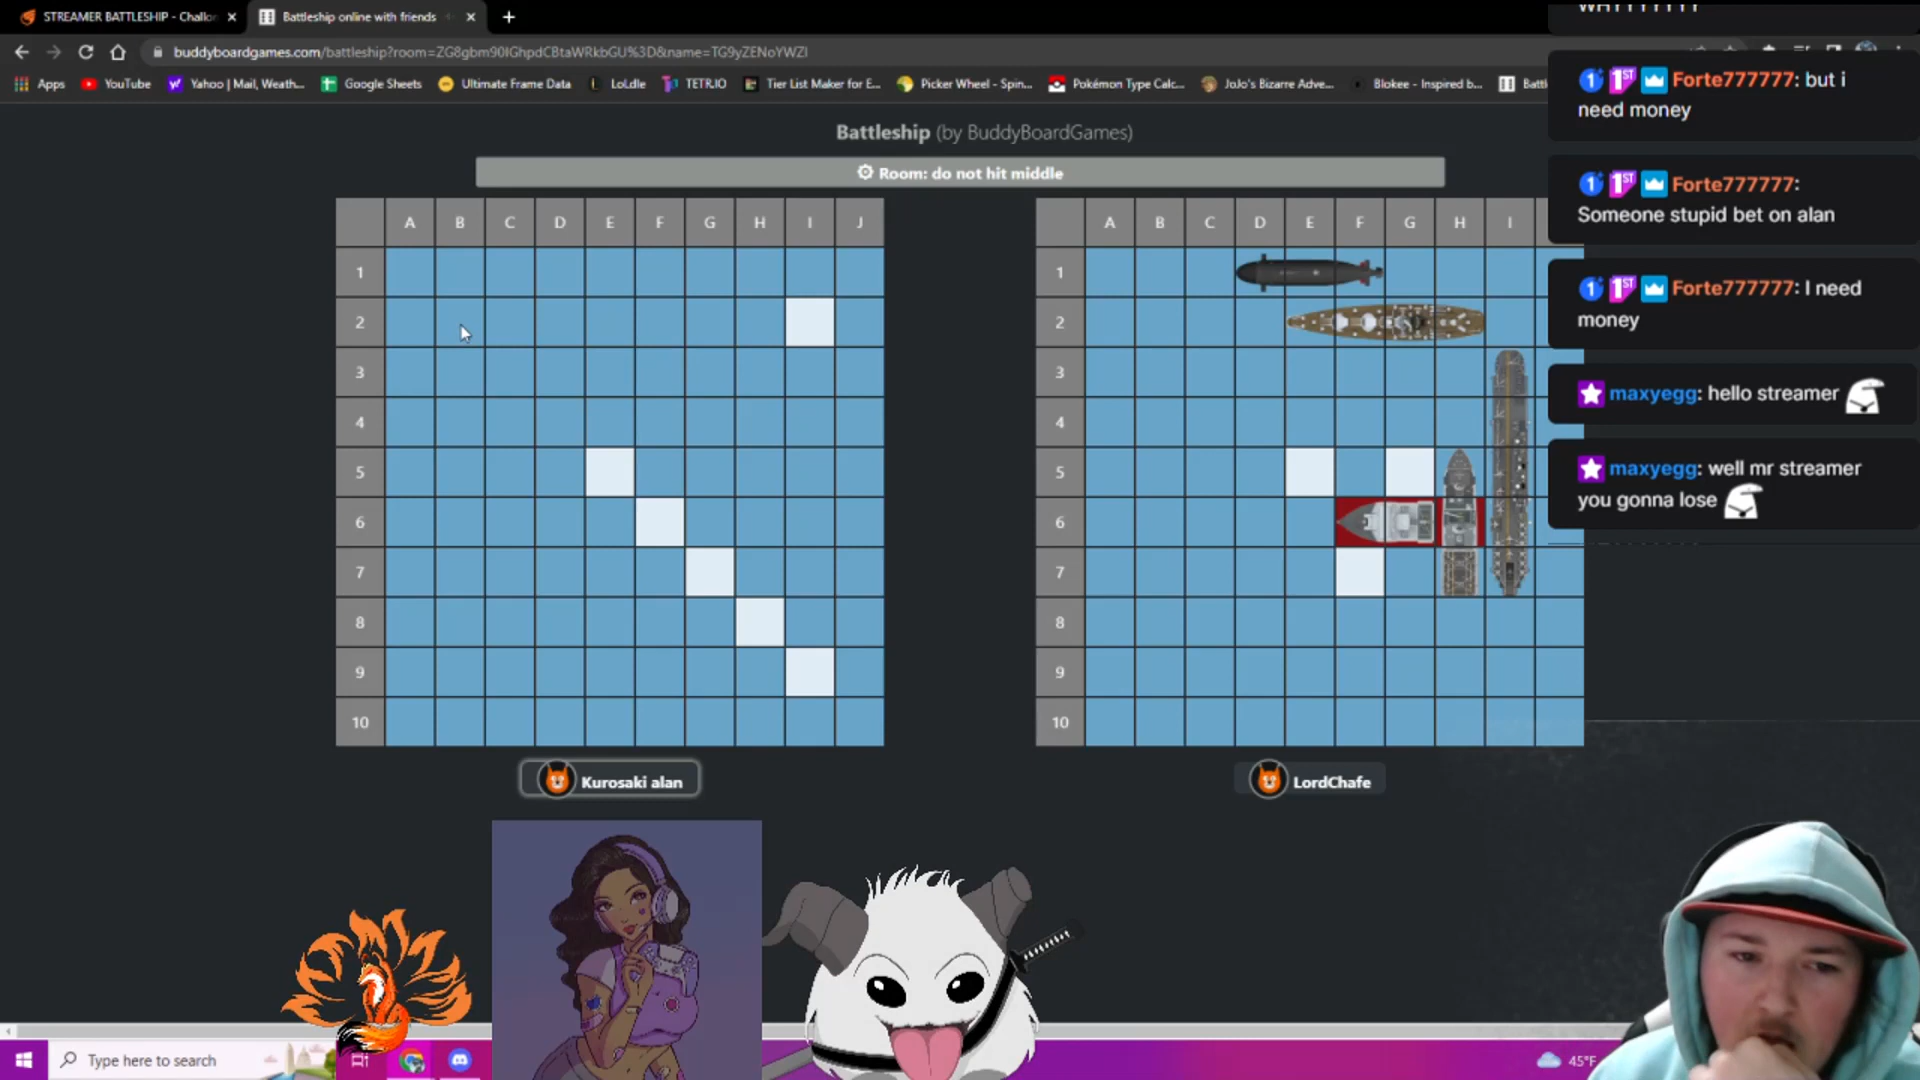 STREAMER BATTLESHIP - Challo
Battleship online with friends
buddyboardgames.com/battleship?room=ZG8gbm90IGhpdCBtaWRkbGU%3D&name=TG9yZENoYWZl
Apps
YouTube
Yahoo | Mail, Weath...
Google Sheets
Ultimate Frame Data
LoLdle
TETR.IO
Tier List Maker for E...
Picker Wheel - Spin...
Pokémon Type Calc...
JoJo's Bizarre Adve...
Blokee - Inspired b...
Battl
Battleship (by BuddyBoardGames)
Room: do not hit middle
A B C D E F G H I J
1
2
3
4
5
6
7
8
9
10
A B C D E F G H I
1
2
3
4
5
6
7
8
9
10
Kurosaki alan
LordChafe
Forte777777: but i
need money
Forte777777:
Someone stupid bet on alan
Forte777777: I need
money
maxyegg: hello streamer
maxyegg: well mr streamer
you gonna lose
Type here to search
45°F